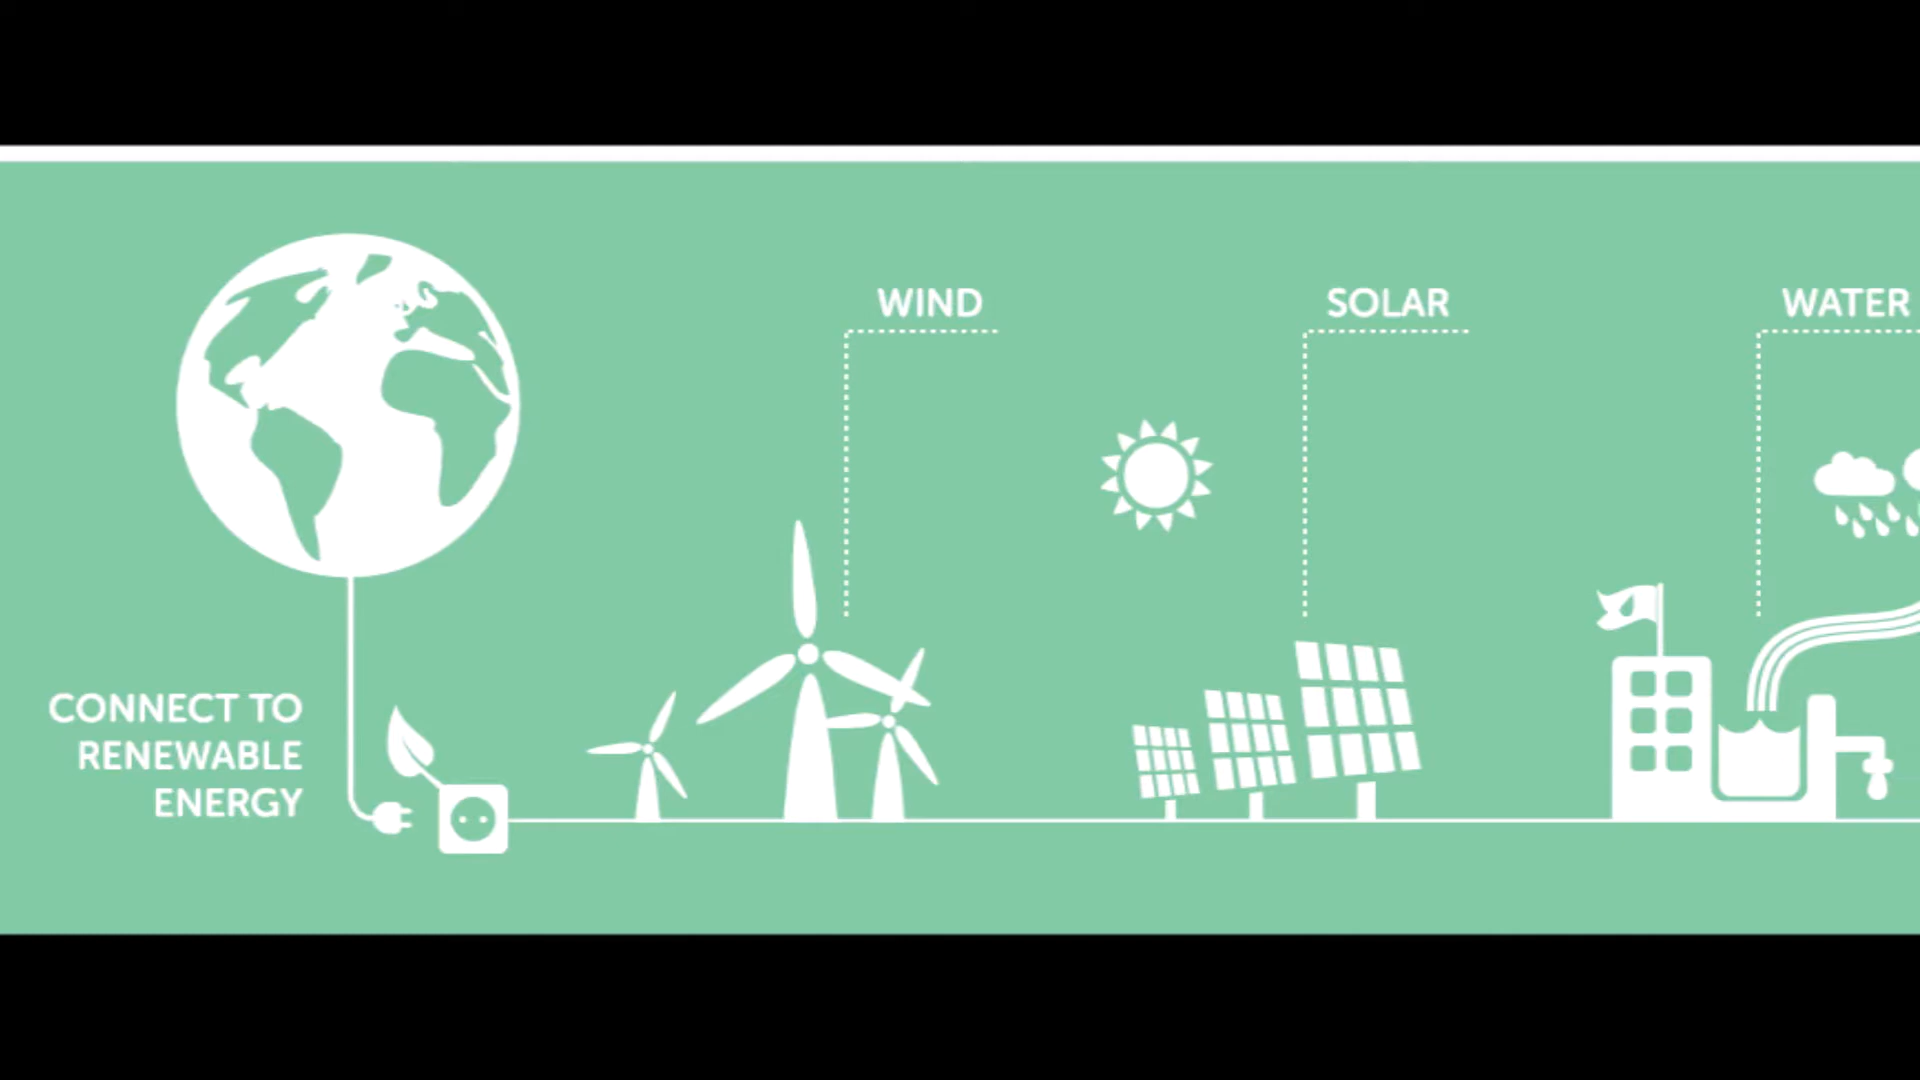 WIND
SOLAR
WATER
CONNECT TO
RENEWABLE
ENERGY